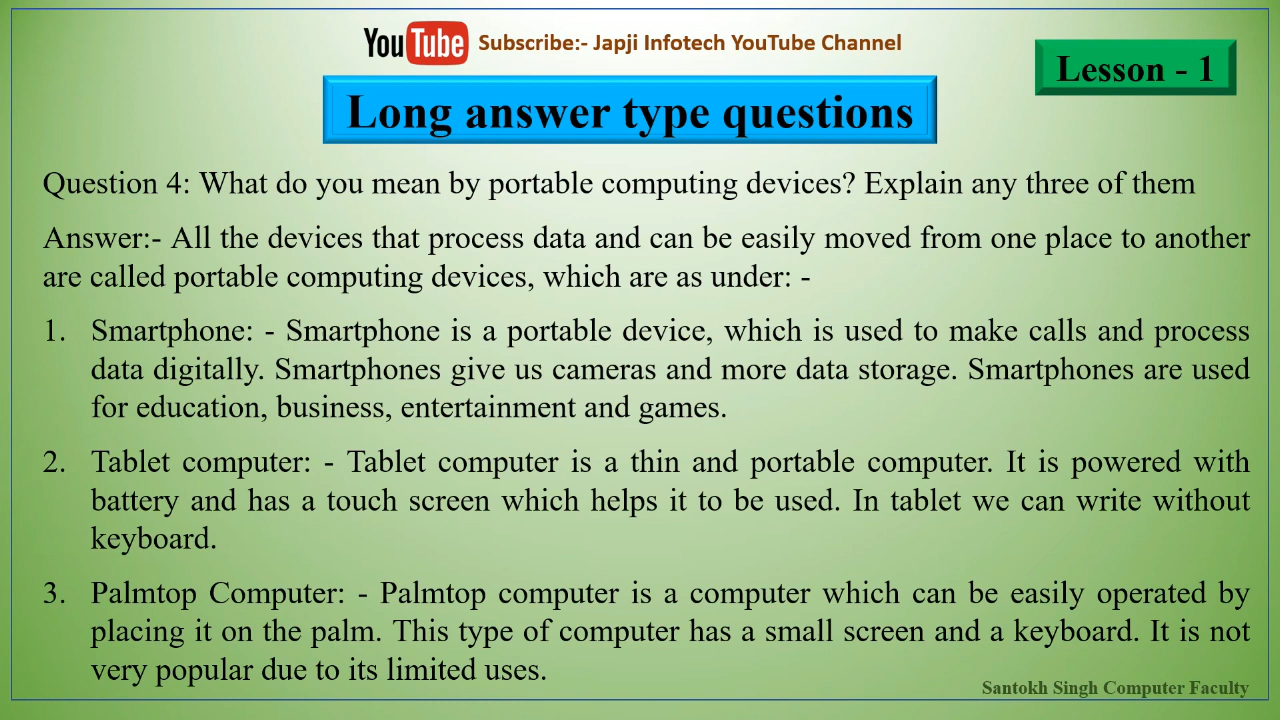 YouTube Subscribe:- Japji Infotech YouTube Channel
Lesson - 1
Long answer type questions
Question 4: What do you mean by portable computing devices? Explain any three of them
Answer:- All the devices that process data and can be easily moved from one place to another
are called portable computing devices, which are as under: -
1. Smartphone: - Smartphone is a portable device, which is used to make calls and process
data digitally. Smartphones give us cameras and more data storage. Smartphones are used
for education, business, entertainment and games.
2. Tablet computer: - Tablet computer is a thin and portable computer. It is powered with
battery and has a touch screen which helps it to be used. In tablet we can write without
keyboard.
3. Palmtop Computer: - Palmtop computer is a computer which can be easily operated by
placing it on the palm. This type of computer has a small screen and a keyboard. It is not
very popular due to its limited uses.
Santokh Singh Computer Faculty